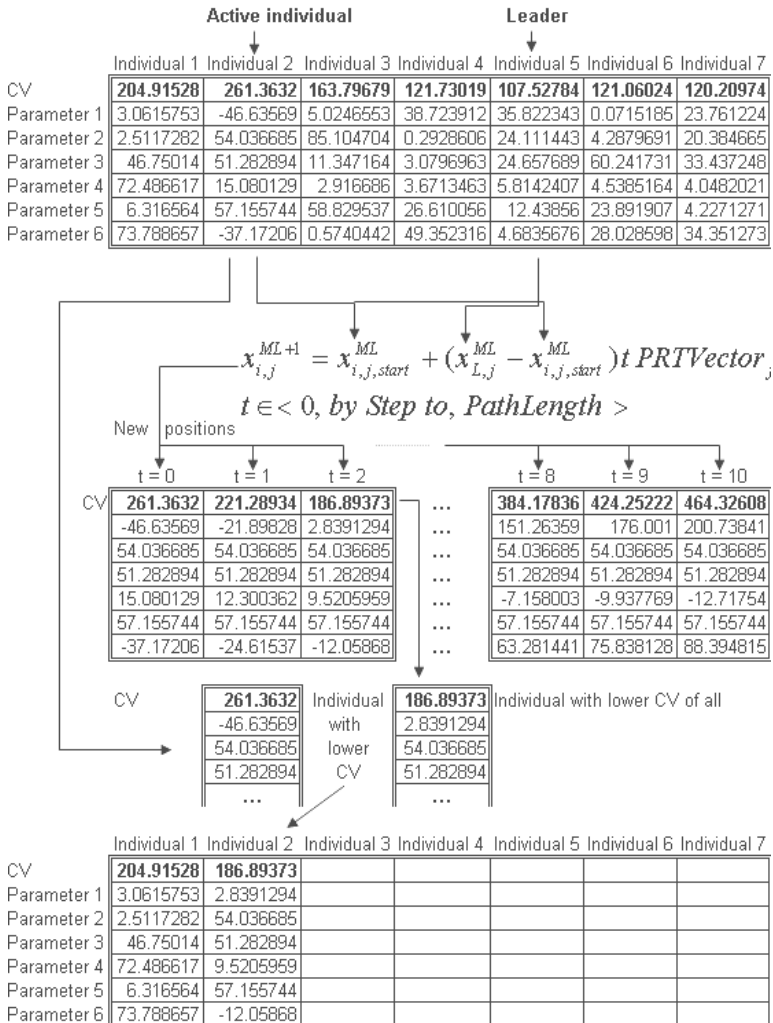 Active individual Leader
Individual 1 Individual 2 Individual 3 Individual 4 Individual 5 Individual 6 Individual 7
CV 204.91528 261.3632 163.79679 121.73019 107.52784 121.06024 120.20974
Parameter 1 3.0615753 -46.63569 5.0246553 38.723912 35.822343 0.0715185 23.761224
Parameter 2 2.5117282 54.036685 85.104704 0.2928606 24.111443 4.2879691 20.384665
Parameter 3 46.75014 51.282894 11.347164 3.0796963 24.657689 60.241731 33.437248
Parameter 4 72.486617 15.080129 2.916686 3.6713463 5.8142407 4.5385164 4.0482021
Parameter 5 6.316564 57.155744 58.829537 26.610056 12.43856 23.891907 4.2271271
Parameter 6 73.788657 -37.17206 0.5740442 49.352316 4.6835676 28.028598 34.351273
x_{i,j}^{ML+1} = x_{i,j,start}^{ML} + (x_{L,j}^{ML} − x_{i,j,start}^{ML}) t PRTVector_j
t ∈ < 0, by Step to, PathLength >
New positions
t = 0 t = 1 t = 2 t = 8 t = 9 t = 10
CV 261.3632 221.28934 186.89373 ... 384.17836 424.25222 464.32608
-46.63569 -21.89828 2.8391294 ... 151.26359 176.001 200.73841
54.036685 54.036685 54.036685 ... 54.036685 54.036685 54.036685
51.282894 51.282894 51.282894 ... 51.282894 51.282894 51.282894
15.080129 12.300362 9.5205959 ... -7.158003 -9.937769 -12.71754
57.155744 57.155744 57.155744 ... 57.155744 57.155744 57.155744
-37.17206 -24.61537 -12.05868 ... 63.281441 75.838128 88.394815
CV 261.3632 Individual 186.89373 Individual with lower CV of all
-46.63569 with 2.8391294
54.036685 lower 54.036685
51.282894 CV 51.282894
... ...
Individual 1 Individual 2 Individual 3 Individual 4 Individual 5 Individual 6 Individual 7
CV 204.91528 186.89373
Parameter 1 3.0615753 2.8391294
Parameter 2 2.5117282 54.036685
Parameter 3 46.75014 51.282894
Parameter 4 72.486617 9.5205959
Parameter 5 6.316564 57.155744
Parameter 6 73.788657 -12.05868